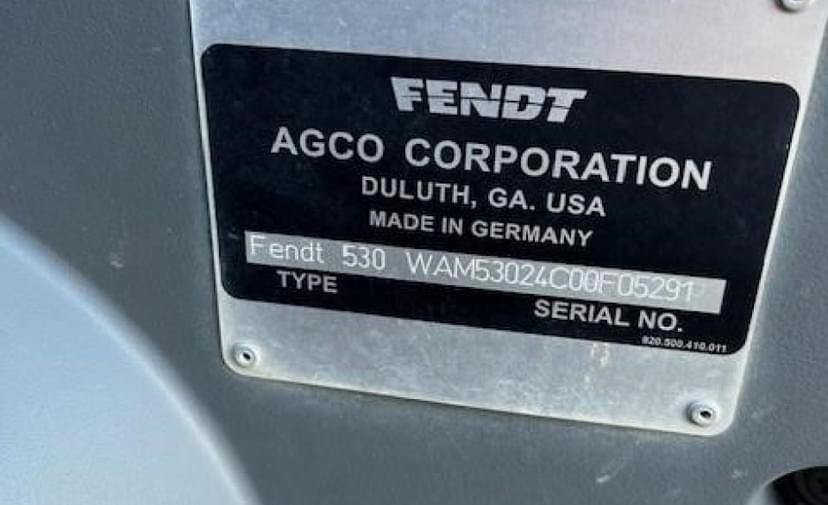 FENDT
AGCO CORPORATION
DULUTH, GA. USA
MADE IN GERMANY
Fendt 530 WAM53024C00F05291
TYPE SERIAL NO.
920.500.410.011